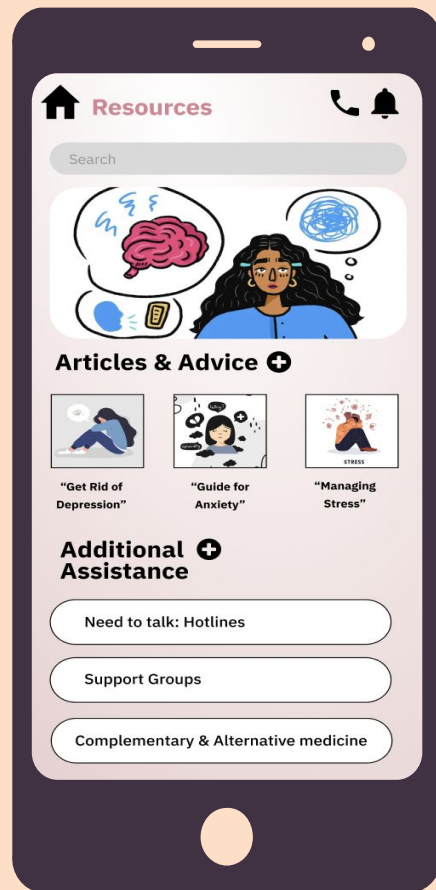 Resources
Search
Articles & Advice
Why?
STRESS
“Get Rid of
Depression”
“Guide for
Anxiety”
“Managing
Stress”
Additional
Assistance
Need to talk: Hotlines
Support Groups
Complementary & Alternative medicine